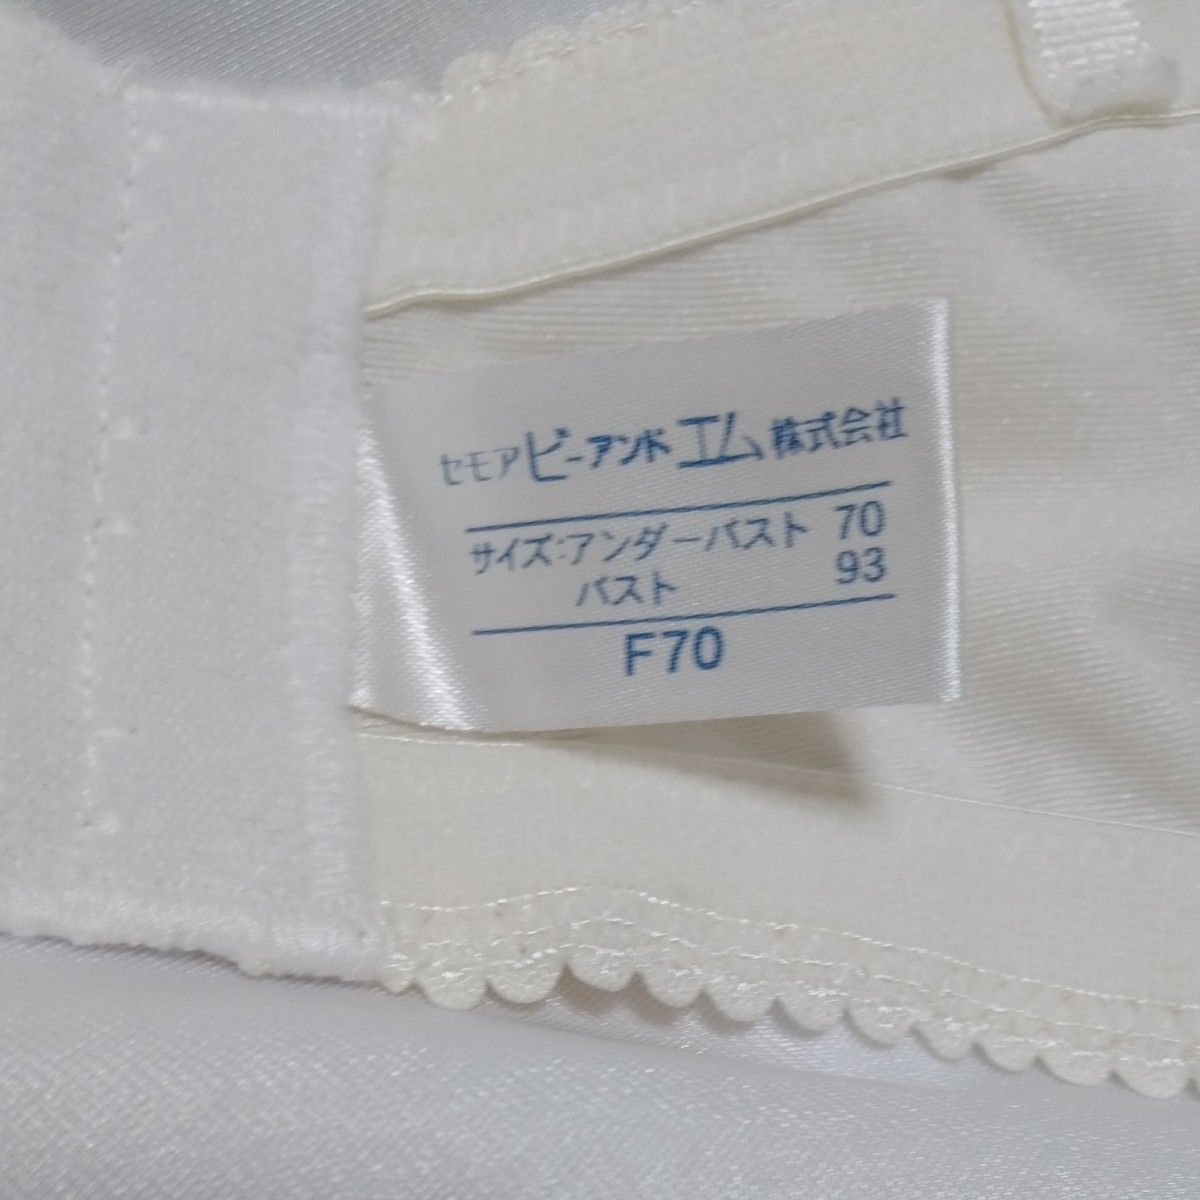 セモア ビーアンド エム 株式会社
サイズ:アンダーバスト 70
バスト 93
F70